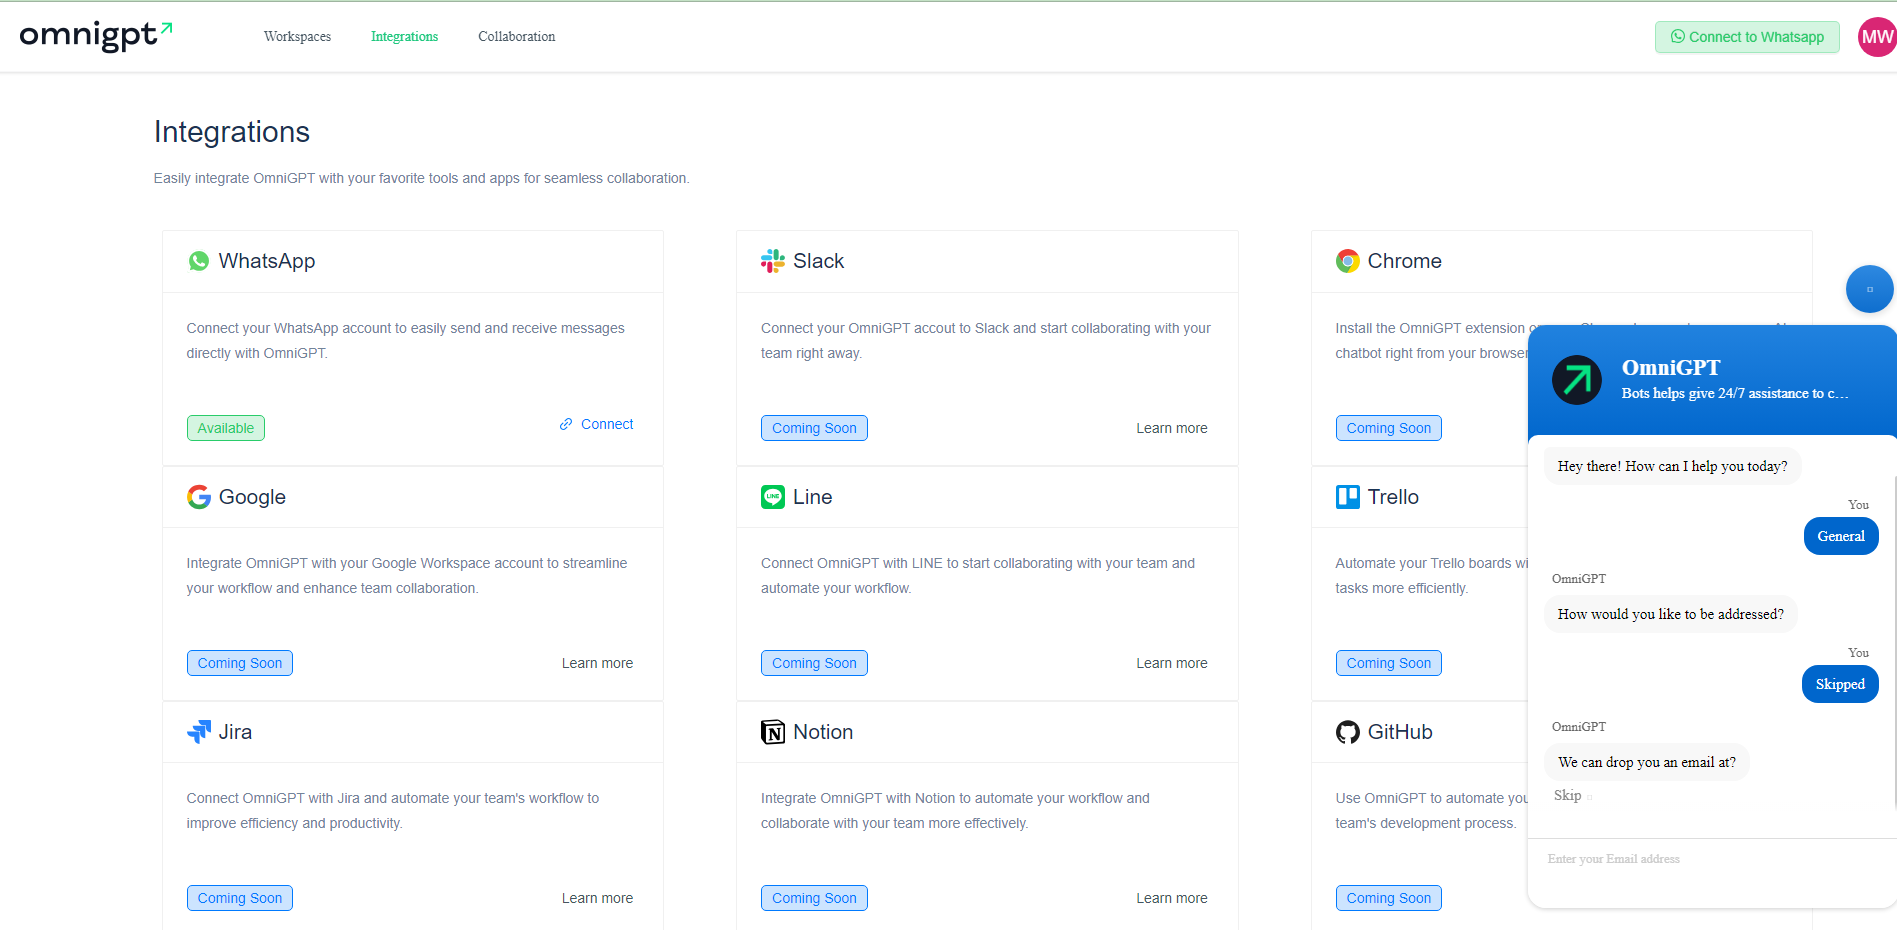 omnigpt
Workspaces
Integrations
Collaboration
Connect to Whatsapp
MW
Integrations
Easily integrate OmniGPT with your favorite tools and apps for seamless collaboration.
WhatsApp
Connect your WhatsApp account to easily send and receive messages
directly with OmniGPT.
Available
Connect
Slack
Connect your OmniGPT accout to Slack and start collaborating with your
team right away.
Coming Soon
Learn more
Chrome
Install the OmniGPT extension
chatbot right from your browser
Coming Soon
Google
Integrate OmniGPT with your Google Workspace account to streamline
your workflow and enhance team collaboration.
Coming Soon
Learn more
Line
Connect OmniGPT with LINE to start collaborating with your team and
automate your workflow.
Coming Soon
Learn more
Trello
Automate your Trello boards
tasks more efficiently.
Coming Soon
Jira
Connect OmniGPT with Jira and automate your team's workflow to
improve efficiency and productivity.
Coming Soon
Learn more
Notion
Integrate OmniGPT with Notion to automate your workflow and
collaborate with your team more effectively.
Coming Soon
Learn more
GitHub
Use OmniGPT to automate
team's development process.
Coming Soon
OmniGPT
Bots helps give 24/7 assistance to c...
Hey there! How can I help you today?
You
General
OmniGPT
How would you like to be addressed?
You
Skipped
OmniGPT
We can drop you an email at?
Skip
Enter your Email address